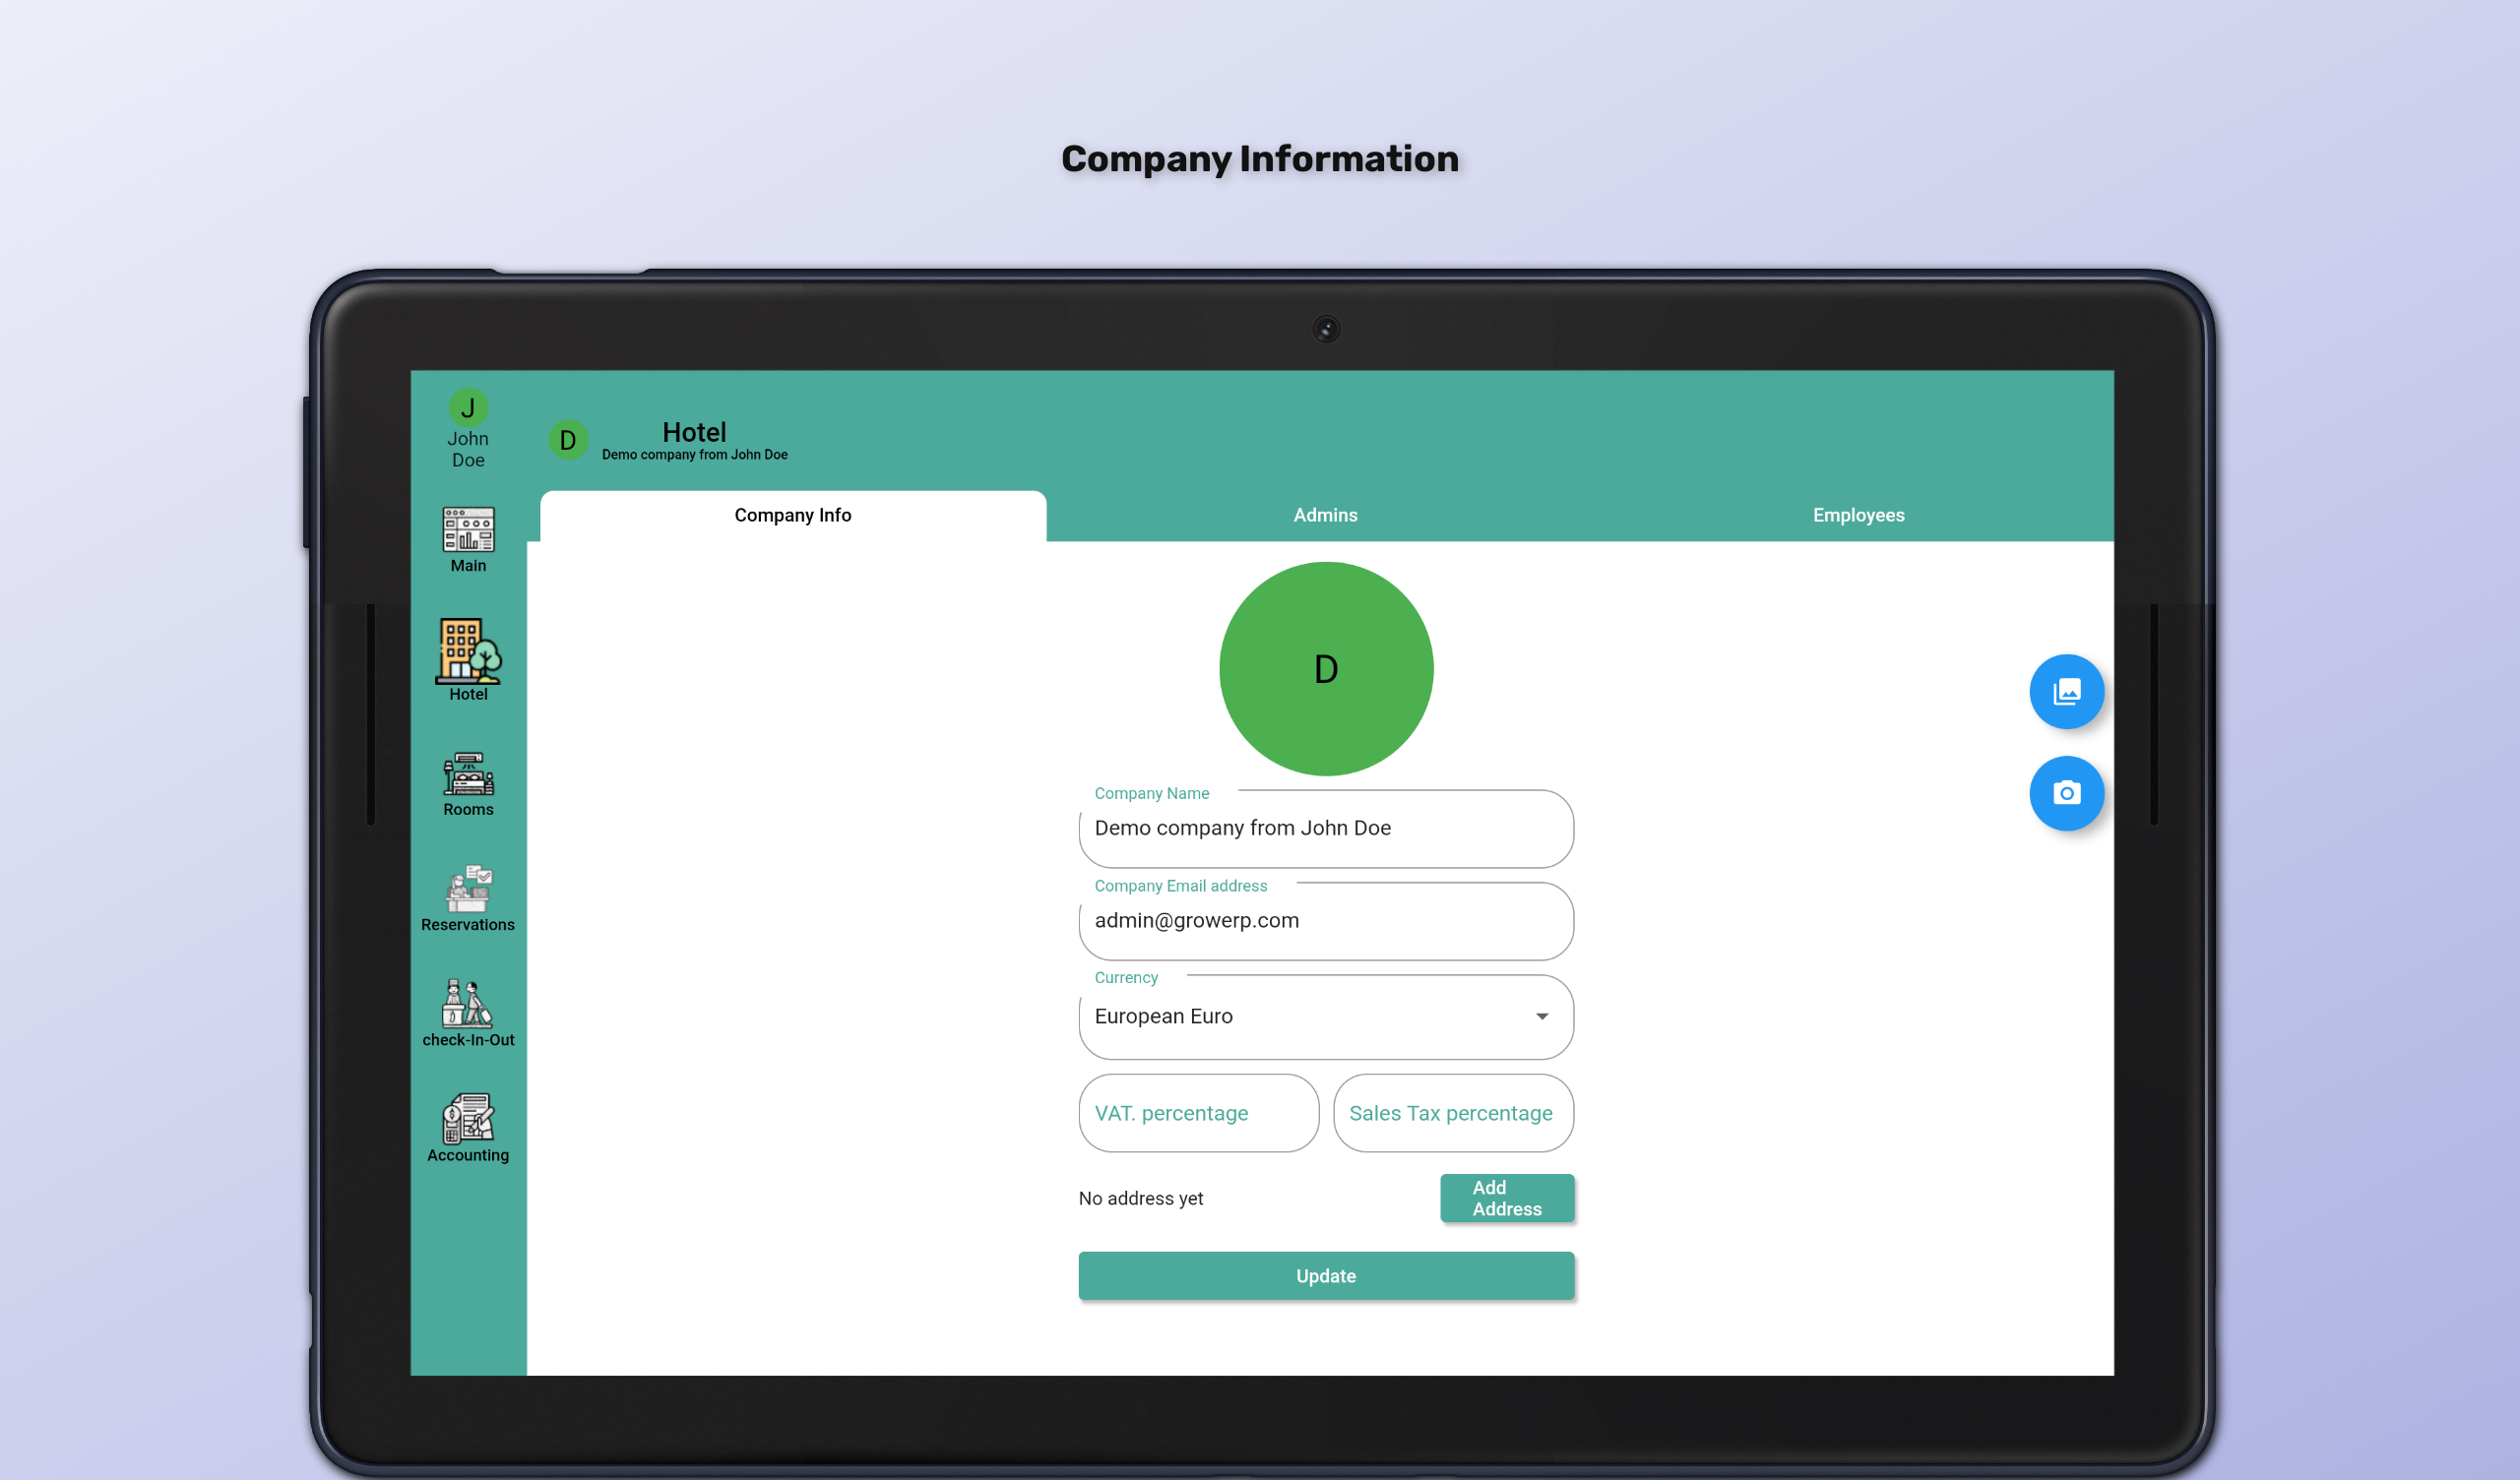 Company Information
J
John
Doe
D
Hotel
Demo company from John Doe
Company Info
Admins
Employees
Main
Hotel
Rooms
Reservations
check-In-Out
Accounting
D
Company Name
Demo company from John Doe
Company Email address
admin@growerp.com
Currency
European Euro
VAT. percentage
Sales Tax percentage
No address yet
Add
Address
Update